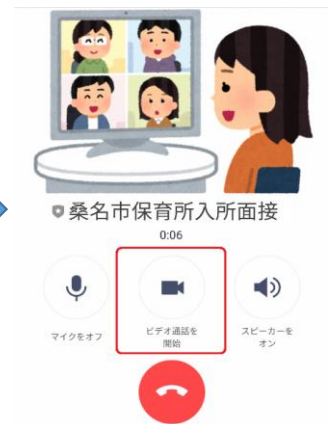 桑名市保育所入所面接
0:06
マイクをオフ
ビデオ通話を
開始
スピーカーを
オン